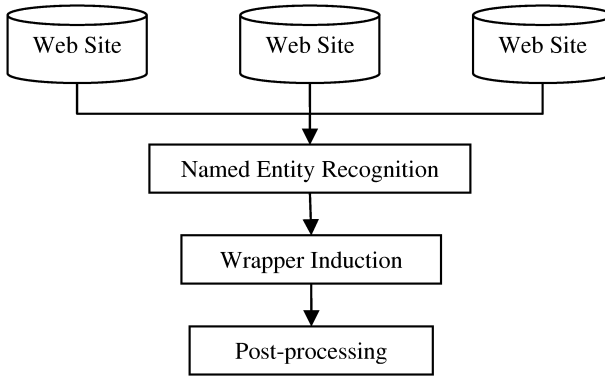 Web Site
Web Site
Web Site
Named Entity Recognition
Wrapper Induction
Post-processing